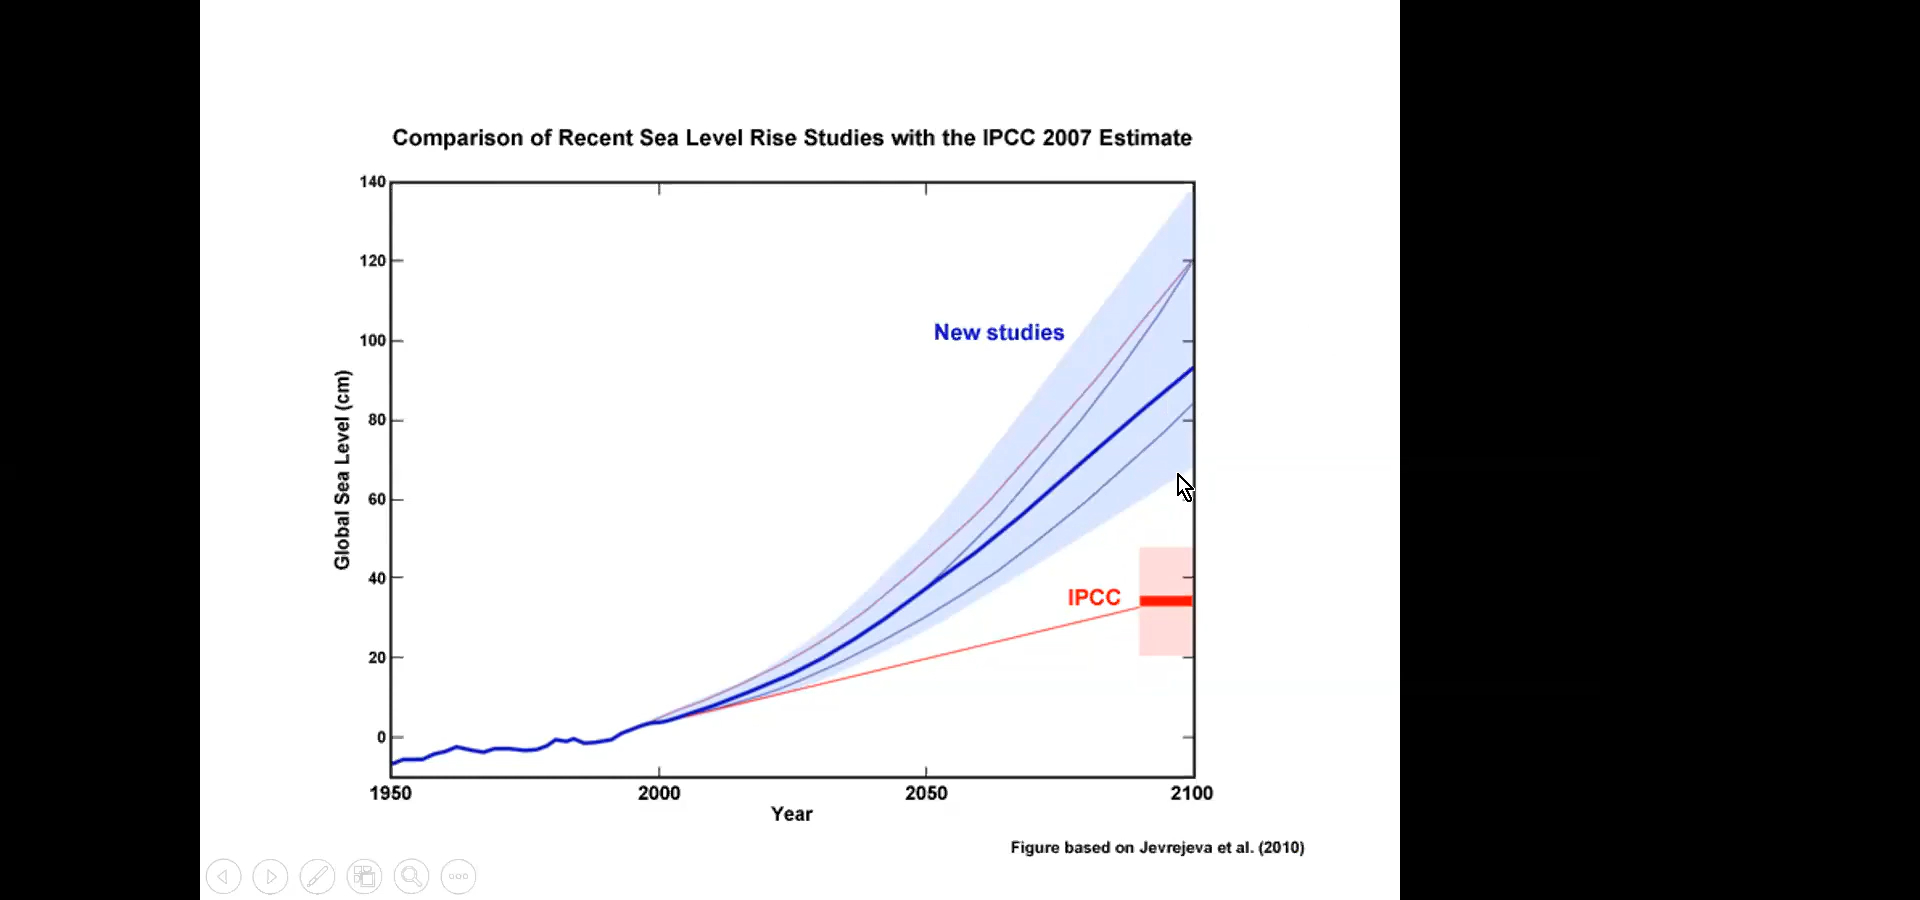 Comparison of Recent Sea Level Rise Studies with the IPCC 2007 Estimate
140
120
New studies
100
Global Sea Level (cm)
80
60
40
IPCC
20
0
1950 2000 2050 2100
Year
Figure based on Jevrejeva et al. (2010)